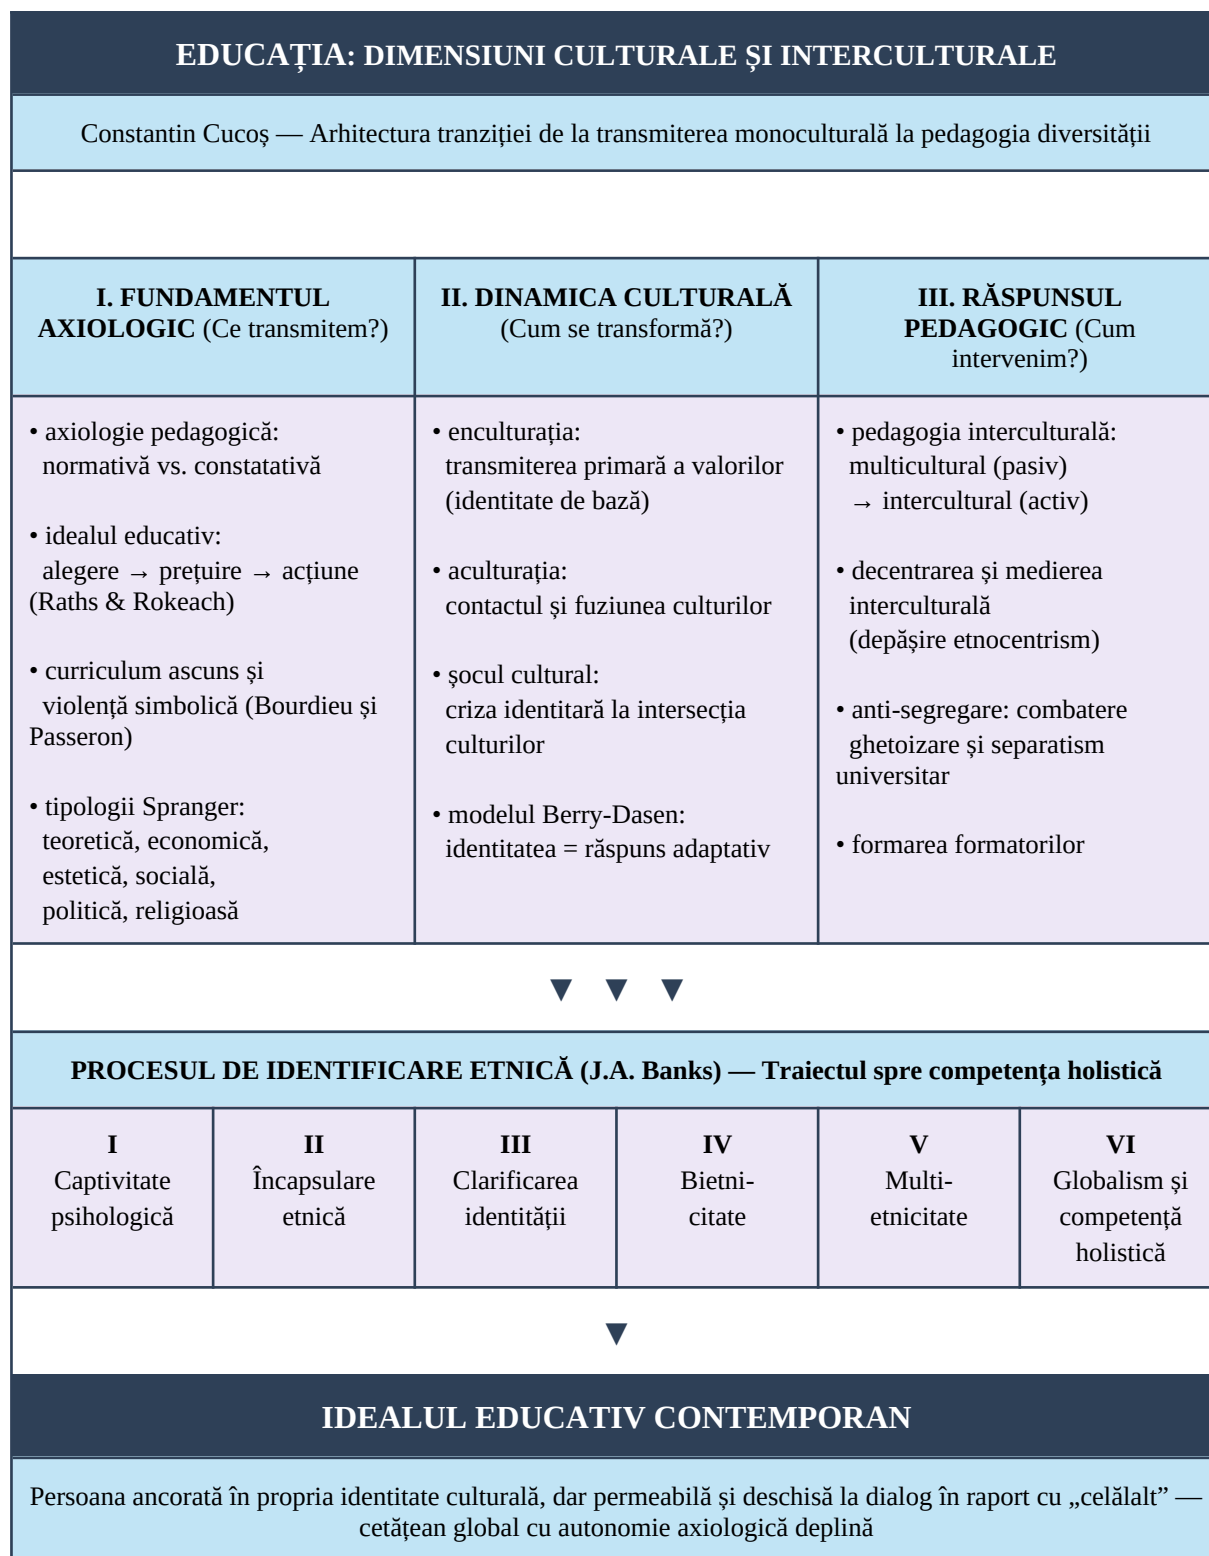 EDUCAȚIA: DIMENSIUNI CULTURALE ȘI INTERCULTURALE
Constantin Cucoș — Arhitectura tranziției de la transmiterea monoculturală la pedagogia diversității
I. FUNDAMENTUL
AXIOLOGIC (Ce transmitem?)
II. DINAMICA CULTURALĂ
(Cum se transformă?)
III. RĂSPUNSUL
PEDAGOGIC (Cum
intervenim?)
• axiologie pedagogică:
normativă vs. constatativă
• idealul educativ:
alegere → prețuire → acțiune
(Raths & Rokeach)
• curriculum ascuns și
violență simbolică (Bourdieu și
Passeron)
• tipologii Spranger:
teoretică, economică,
estetică, socială,
politică, religioasă
• enculturația:
transmiterea primară a valorilor
(identitate de bază)
• aculturația:
contactul și fuziunea culturilor
• șocul cultural:
criza identitară la intersecția
culturilor
• modelul Berry-Dasen:
identitatea = răspuns adaptativ
• pedagogia interculturală:
multicultural (pasiv)
→ intercultural (activ)
• decentrarea și medierea
interculturală
(depășire etnocentrism)
• anti-segregare: combatere
ghetoizare și separatism
universitar
• formarea formatorilor
▼ ▼ ▼
PROCESUL DE IDENTIFICARE ETNICĂ (J.A. Banks) — Traiectul spre competența holistică
I
Captivitate
psihologică
II
Încapsulare
etnică
III
Clarificarea
identității
IV
Bietni-
citate
V
Multi-
etnicitate
VI
Globalism și
competență
holistică
▼
IDEALUL EDUCATIV CONTEMPORAN
Persoana ancorată în propria identitate culturală, dar permeabilă și deschisă la dialog în raport cu „celălalt” —
cetățean global cu autonomie axiologică deplină